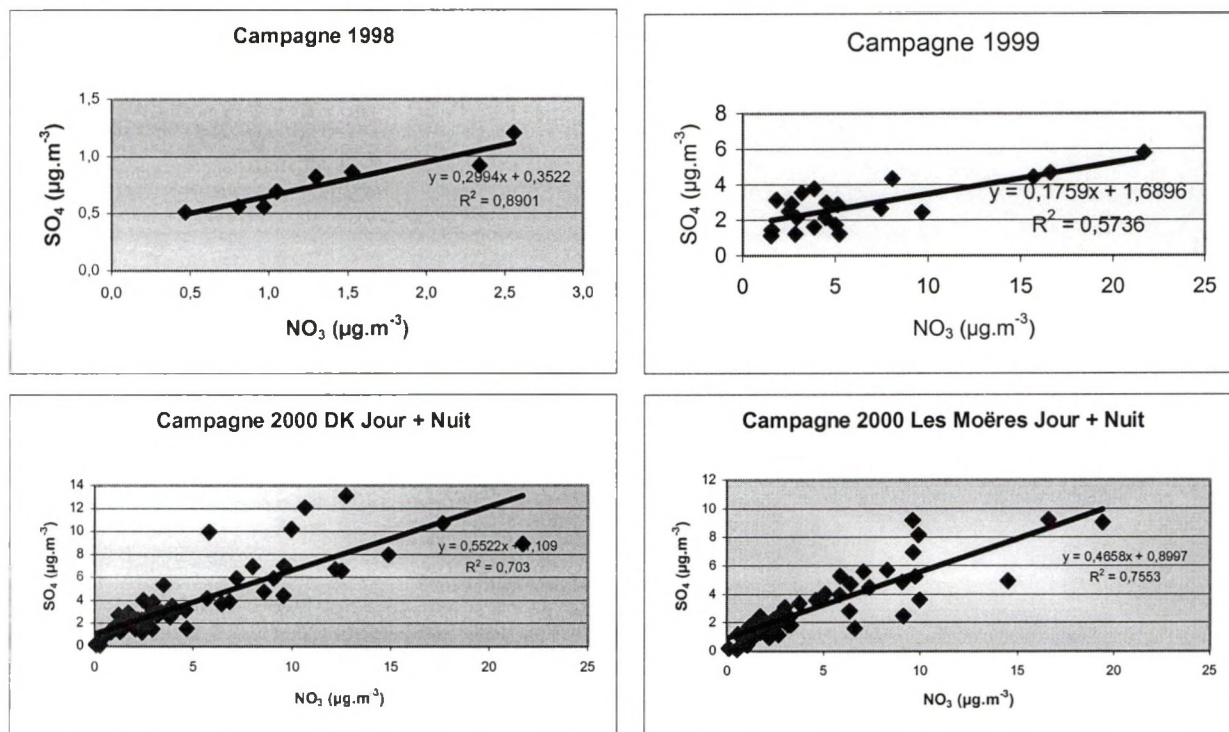 Campagne 1998
SO₄ (µg.m⁻³)
1,5
1,0
0,5
0,0
y = 0,2994x + 0,3522
R² = 0,8901
0,0 0,5 1,0 1,5 2,0 2,5 3,0
NO₃ (µg.m⁻³)
Campagne 1999
SO₄ (µg.m⁻³)
8
6
4
2
0
y = 0,1759x + 1,6896
R² = 0,5736
0 5 10 15 20 25
NO₃ (µg.m⁻³)
Campagne 2000 DK Jour + Nuit
SO₄ (µg.m⁻³)
14
12
10
8
6
4
2
0
y = 0,5522x + ,109
R² = 0,703
0 5 10 15 20 25
NO₃ (µg.m⁻³)
Campagne 2000 Les Moëres Jour + Nuit
SO₄ (µg.m⁻³)
12
10
8
6
4
2
0
y = 0,4658x + 0,8997
R² = 0,7553
0 5 10 15 20 25
NO₃ (µg.m⁻³)